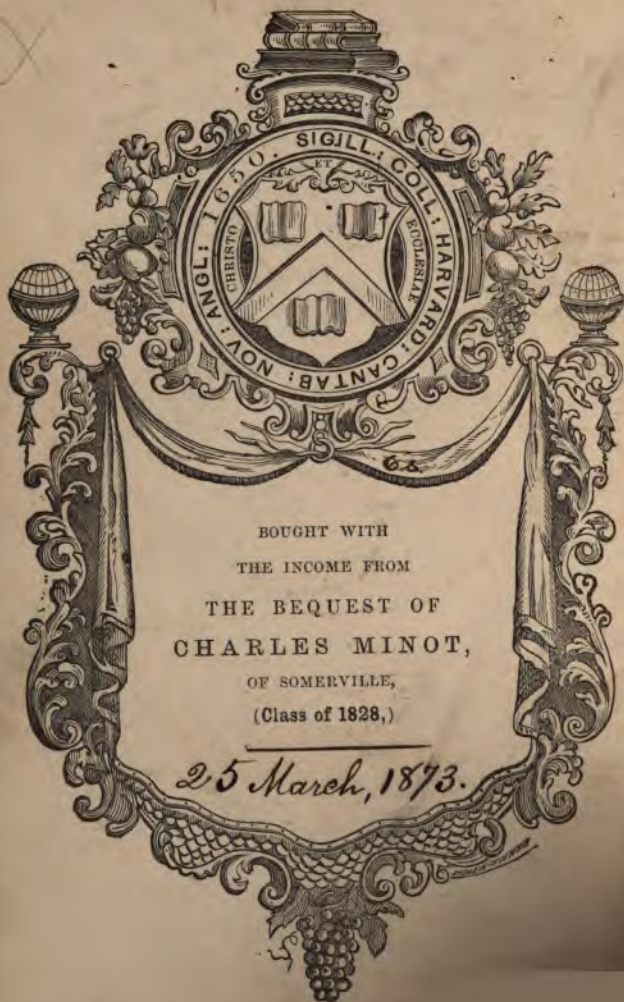 SIGILL: COLL: HARVARD: CANTAB: NOV: ANGL: 1650.
ET
CHRISTO
ECCLESIAE
BOUGHT WITH
THE INCOME FROM
THE BEQUEST OF
CHARLES MINOT,
OF SOMERVILLE,
(Class of 1828,)
25 March, 1873.